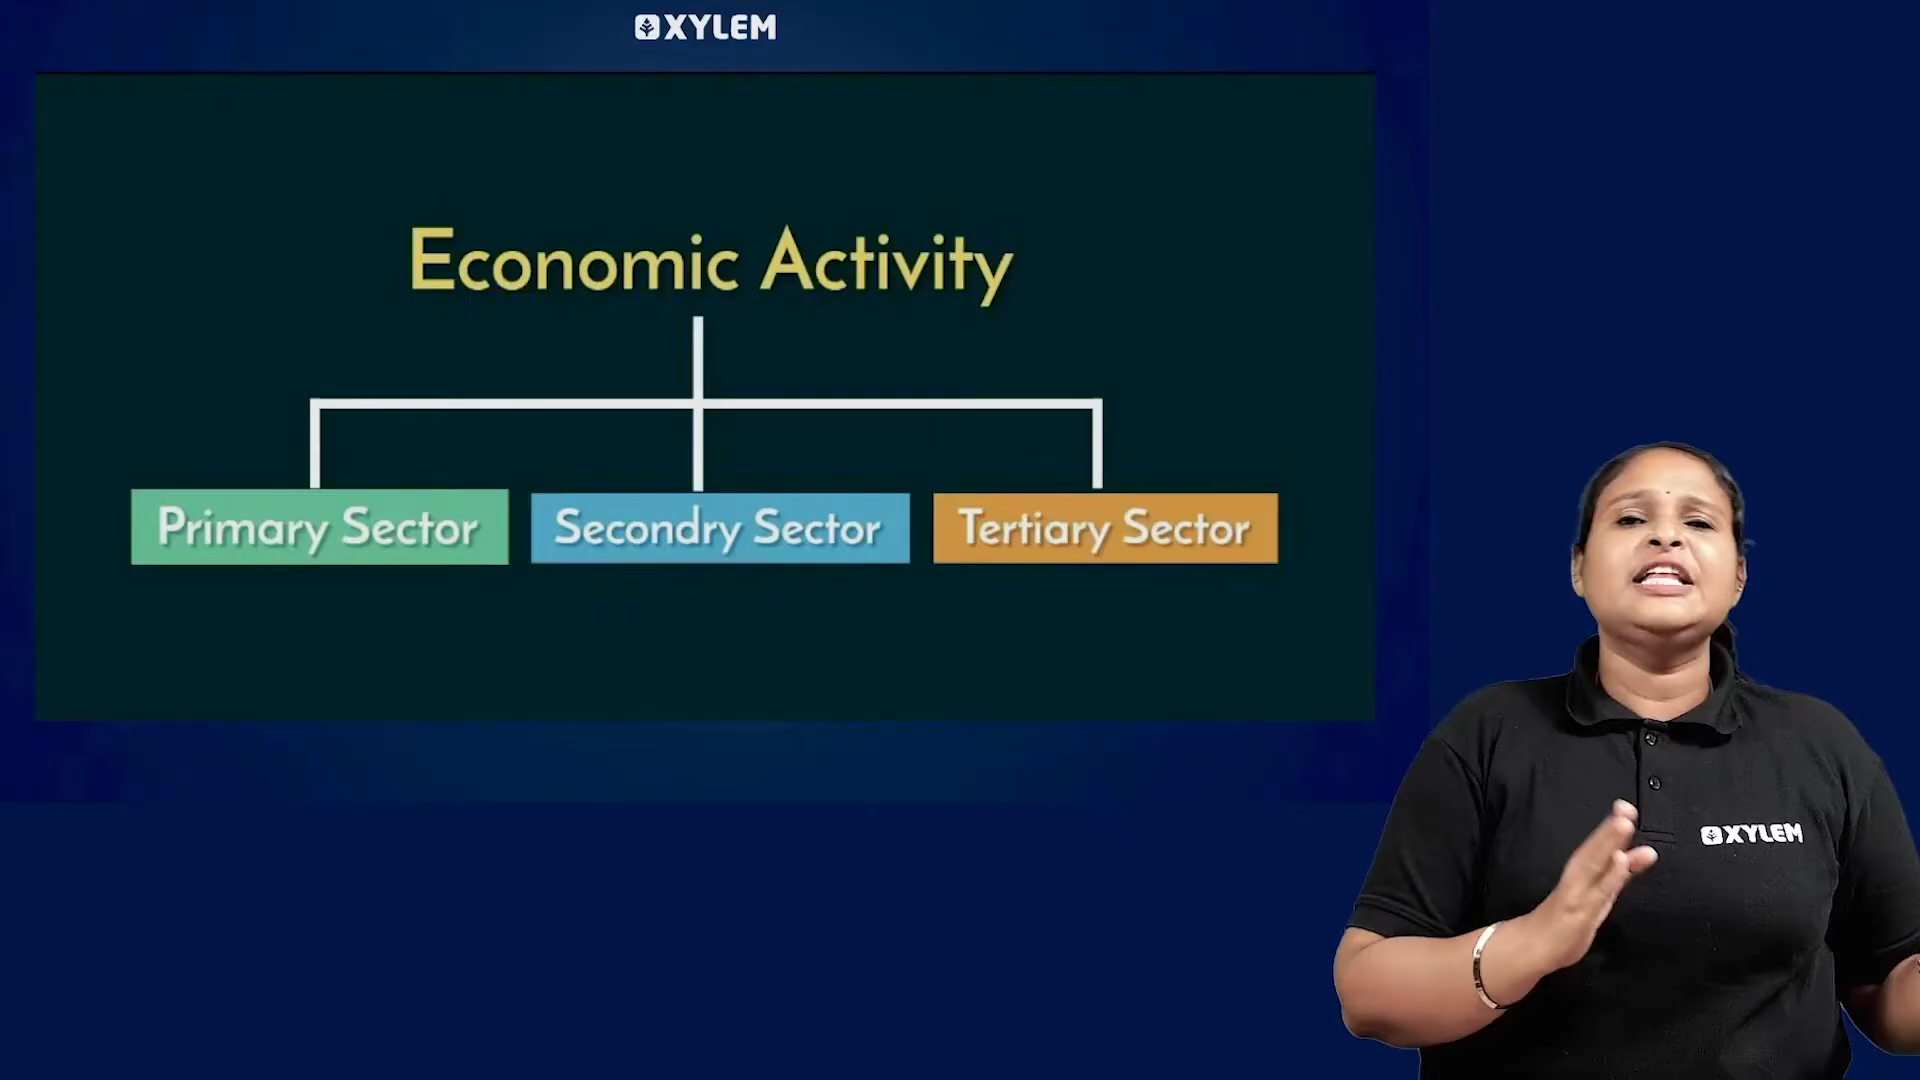 XYLEM
Economic Activity
Primary Sector
Secondry Sector
Tertiary Sector
XYLEM